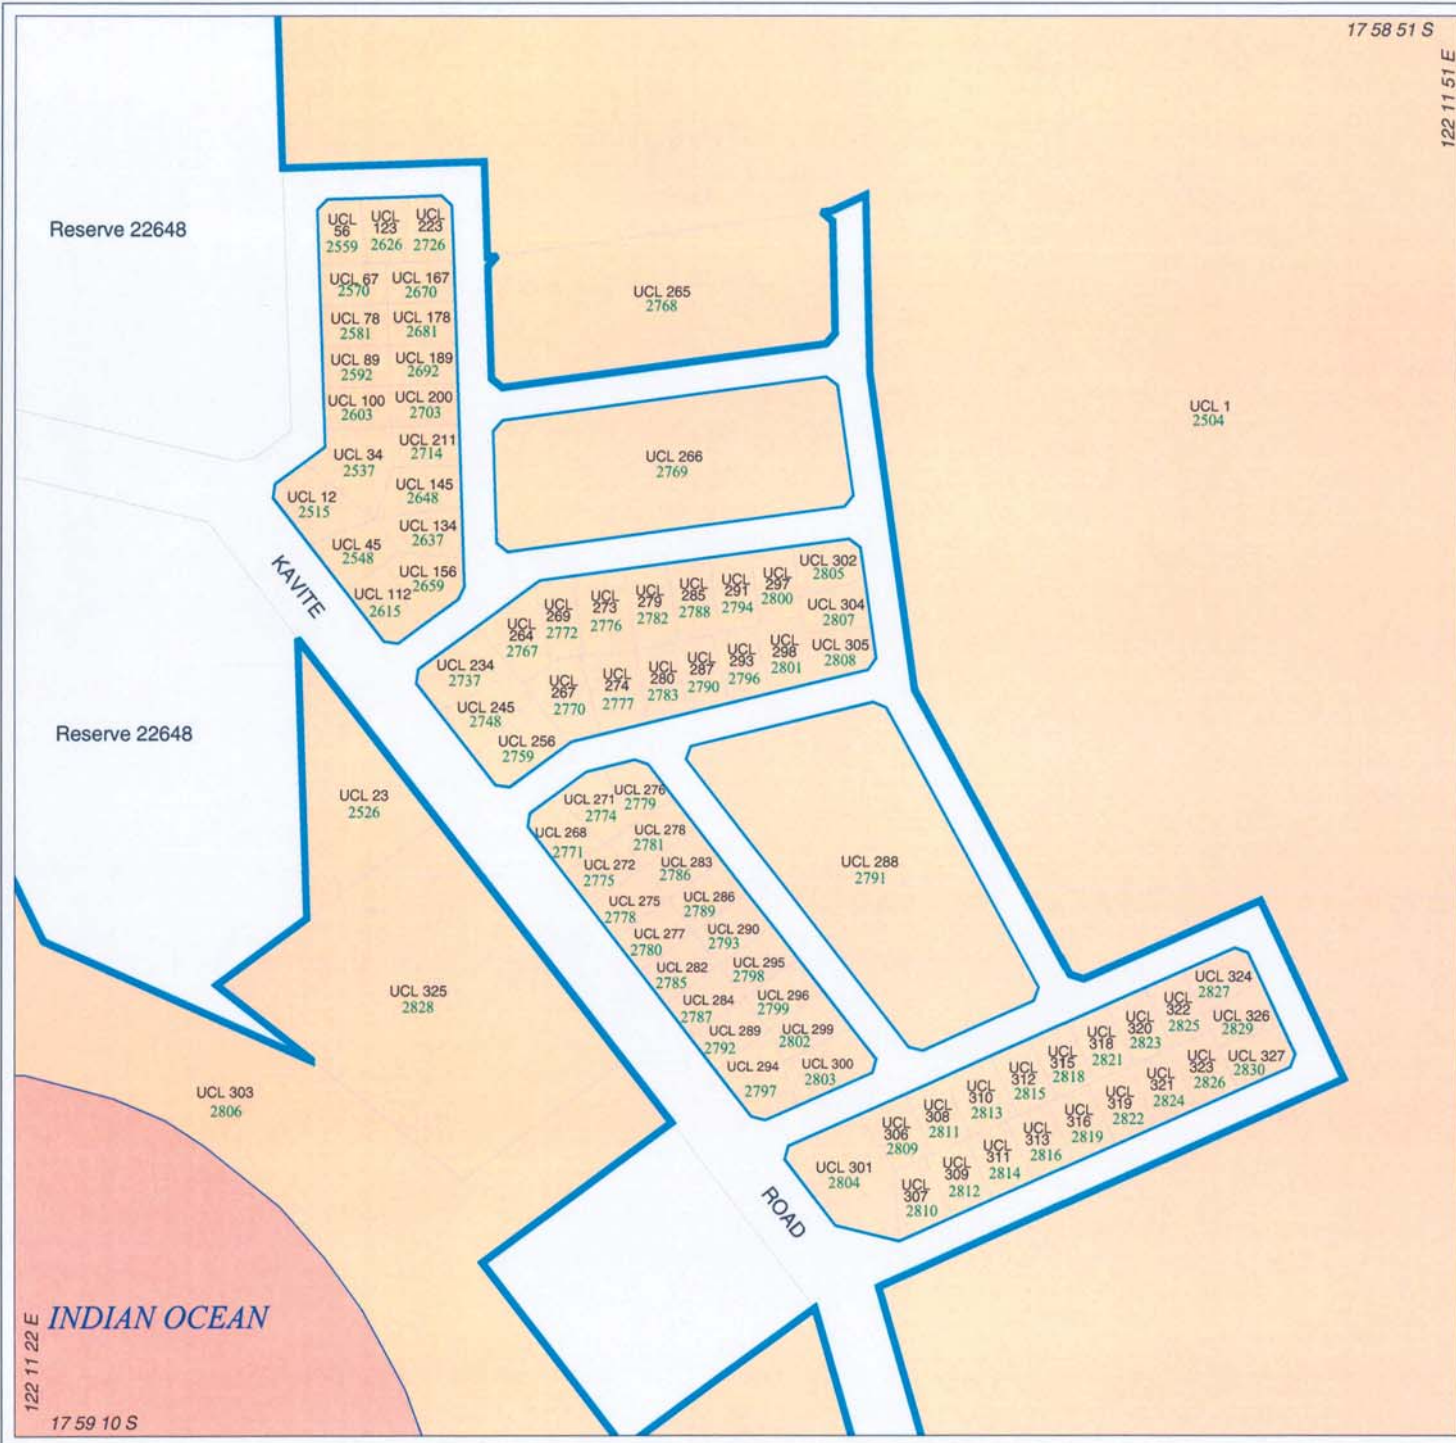 17 58 51 S
122 11 51 E
Reserve 22648
UCL
56
2559
UCL
123
2626
UCL
223
2726
UCL 67
2570
UCL 167
2670
UCL 78
2581
UCL 178
2681
UCL 89
2592
UCL 189
2692
UCL 100
2603
UCL 200
2703
UCL 34
2537
UCL 211
2714
UCL 12
2515
UCL 145
2648
UCL 45
2548
UCL 134
2637
UCL 112
2615
UCL 156
2659
UCL 265
2768
UCL 1
2504
UCL 266
2769
KAVITE
UCL 234
2737
UCL
264
2767
UCL
269
2772
UCL
273
2776
UCL
279
2782
UCL
285
2788
UCL
291
2794
UCL
297
2800
UCL 302
2805
UCL 304
2807
UCL 245
2748
UCL 256
2759
UCL
267
2770
UCL
274
2777
UCL
280
2783
UCL
287
2790
UCL
293
2796
UCL
298
2801
UCL 305
2808
Reserve 22648
UCL 23
2526
UCL 271
2774
UCL 276
2779
UCL 268
2771
UCL 278
2781
UCL 272
2775
UCL 283
2786
UCL 275
2778
UCL 286
2789
UCL 277
2780
UCL 290
2793
UCL 282
2785
UCL 295
2798
UCL 284
2787
UCL 296
2799
UCL 289
2792
UCL 299
2802
UCL 294
2797
UCL 300
2803
UCL 288
2791
UCL 325
2828
UCL 303
2806
UCL 301
2804
UCL
306
2809
UCL
308
2811
UCL
310
2813
UCL
312
2815
UCL
315
2818
UCL
318
2821
UCL
320
2823
UCL
322
2825
UCL 324
2827
UCL 326
2829
UCL
307
2810
UCL
309
2812
UCL
311
2814
UCL
313
2816
UCL
316
2819
UCL
319
2822
UCL
321
2824
UCL
323
2826
UCL 327
2830
ROAD
INDIAN OCEAN
122 11 22 E
17 59 10 S